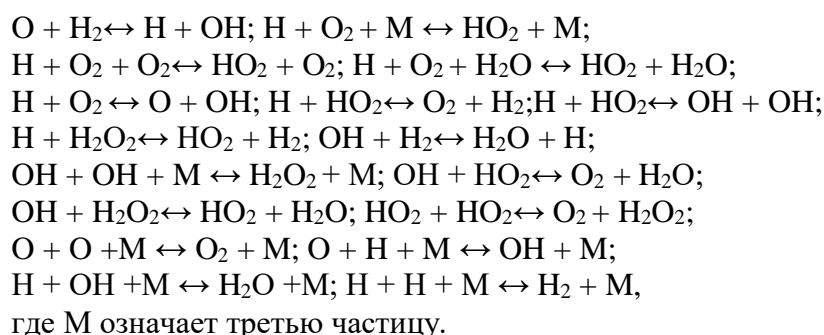 O + H₂↔ H + OH; H + O₂ + M ↔ HO₂ + M;
H + O₂ + O₂↔ HO₂ + O₂; H + O₂ + H₂O ↔ HO₂ + H₂O;
H + O₂ ↔ O + OH; H + HO₂↔ O₂ + H₂;H + HO₂↔ OH + OH;
H + H₂O₂↔ HO₂ + H₂; OH + H₂↔ H₂O + H;
OH + OH + M ↔ H₂O₂ + M; OH + HO₂↔ O₂ + H₂O;
OH + H₂O₂↔ HO₂ + H₂O; HO₂ + HO₂↔ O₂ + H₂O₂;
O + O +M ↔ O₂ + M; O + H + M ↔ OH + M;
H + OH +M ↔ H₂O +M; H + H + M ↔ H₂ + M,
где М означает третью частицу.